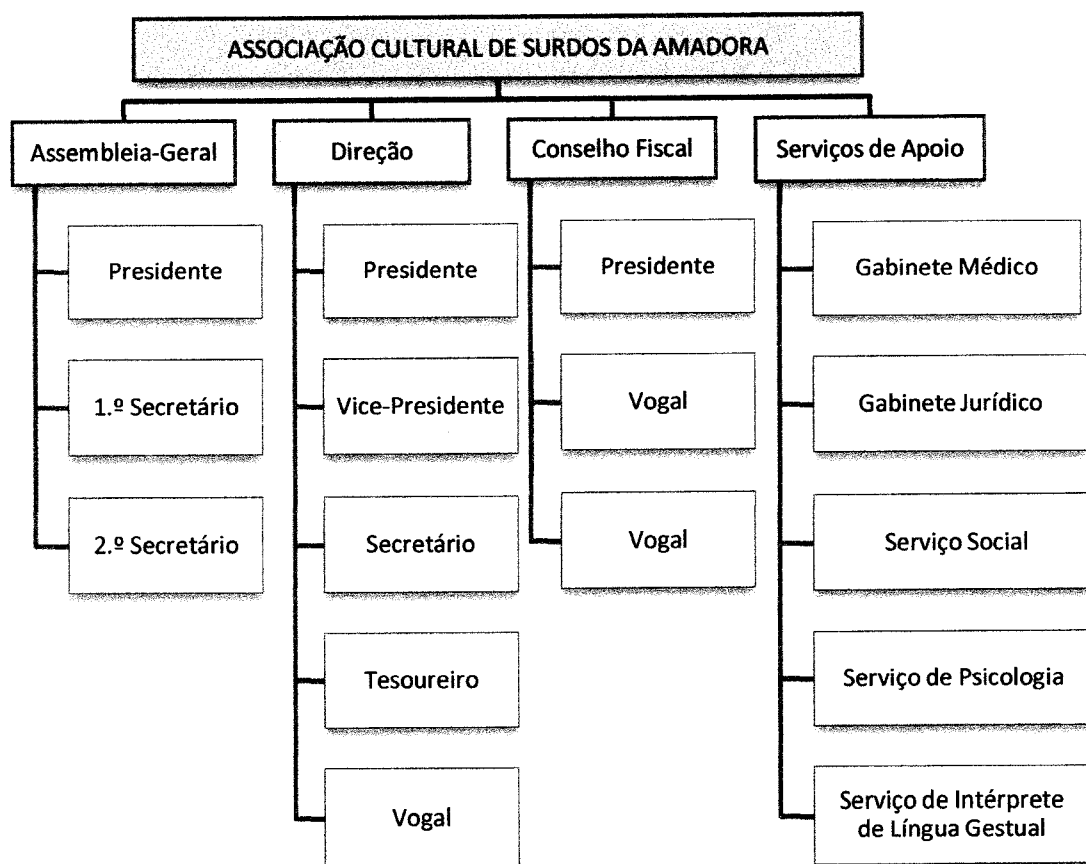 ASSOCIAÇÃO CULTURAL DE SURDOS DA AMADORA
Assembleia-Geral
Presidente
1.º Secretário
2.º Secretário
Direção
Presidente
Vice-Presidente
Secretário
Tesoureiro
Vogal
Conselho Fiscal
Presidente
Vogal
Vogal
Serviços de Apoio
Gabinete Médico
Gabinete Jurídico
Serviço Social
Serviço de Psicologia
Serviço de Intérprete
de Língua Gestual